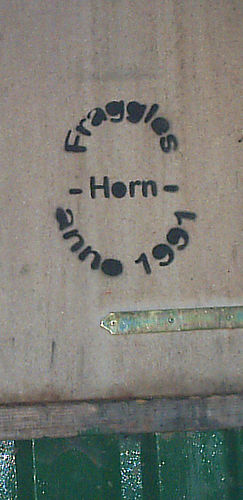 Fraggles
- Horn -
anno 1991